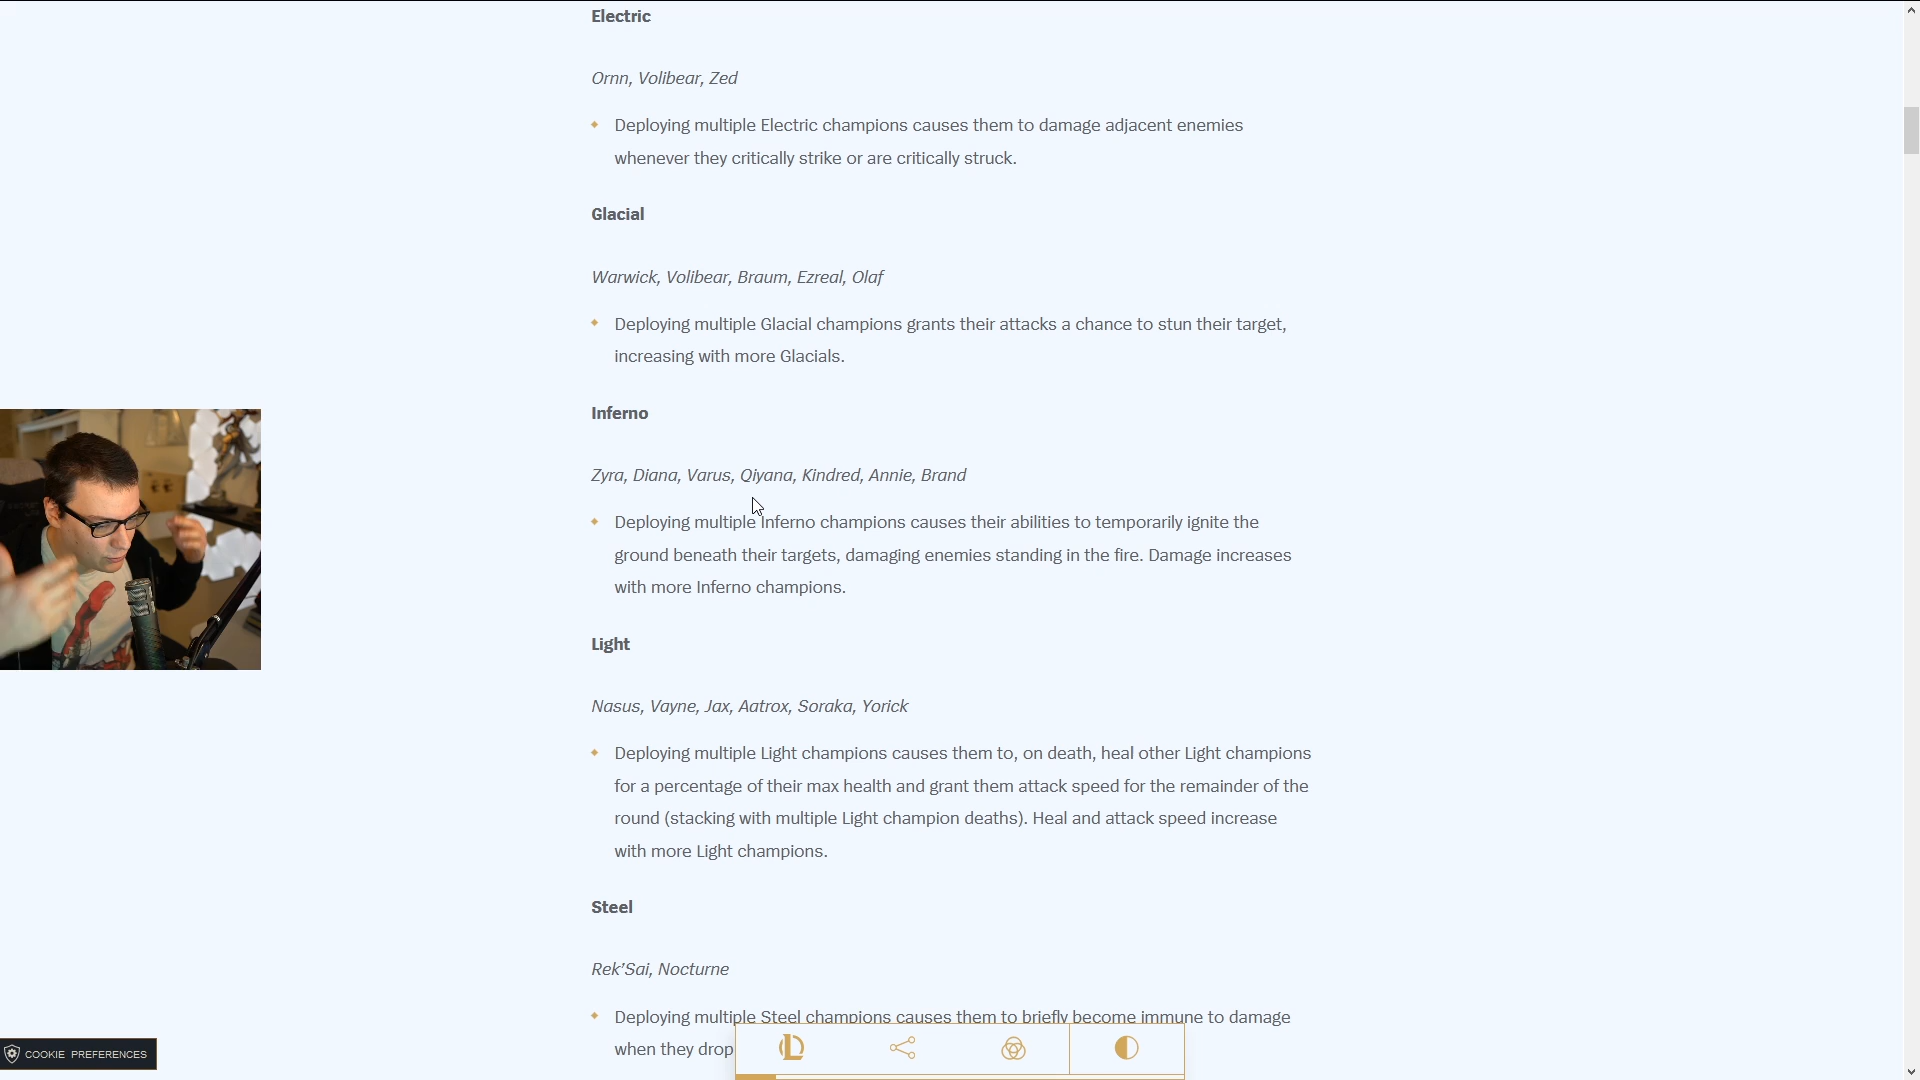 Electric
Ornn, Volibear, Zed
Deploying multiple Electric champions causes them to damage adjacent enemies
whenever they critically strike or are critically struck.
Glacial
Warwick, Volibear, Braum, Ezreal, Olaf
Deploying multiple Glacial champions grants their attacks a chance to stun their target,
increasing with more Glacials.
Inferno
Zyra, Diana, Varus, Qiyana, Kindred, Annie, Brand
Deploying multiple Inferno champions causes their abilities to temporarily ignite the
ground beneath their targets, damaging enemies standing in the fire. Damage increases
with more Inferno champions.
Light
Nasus, Vayne, Jax, Aatrox, Soraka, Yorick
Deploying multiple Light champions causes them to, on death, heal other Light champions
for a percentage of their max health and grant them attack speed for the remainder of the
round (stacking with multiple Light champion deaths). Heal and attack speed increase
with more Light champions.
Steel
Rek’Sai, Nocturne
Deploying multiple Steel champions causes them to briefly become immune to damage
when they drop
COOKIE PREFERENCES